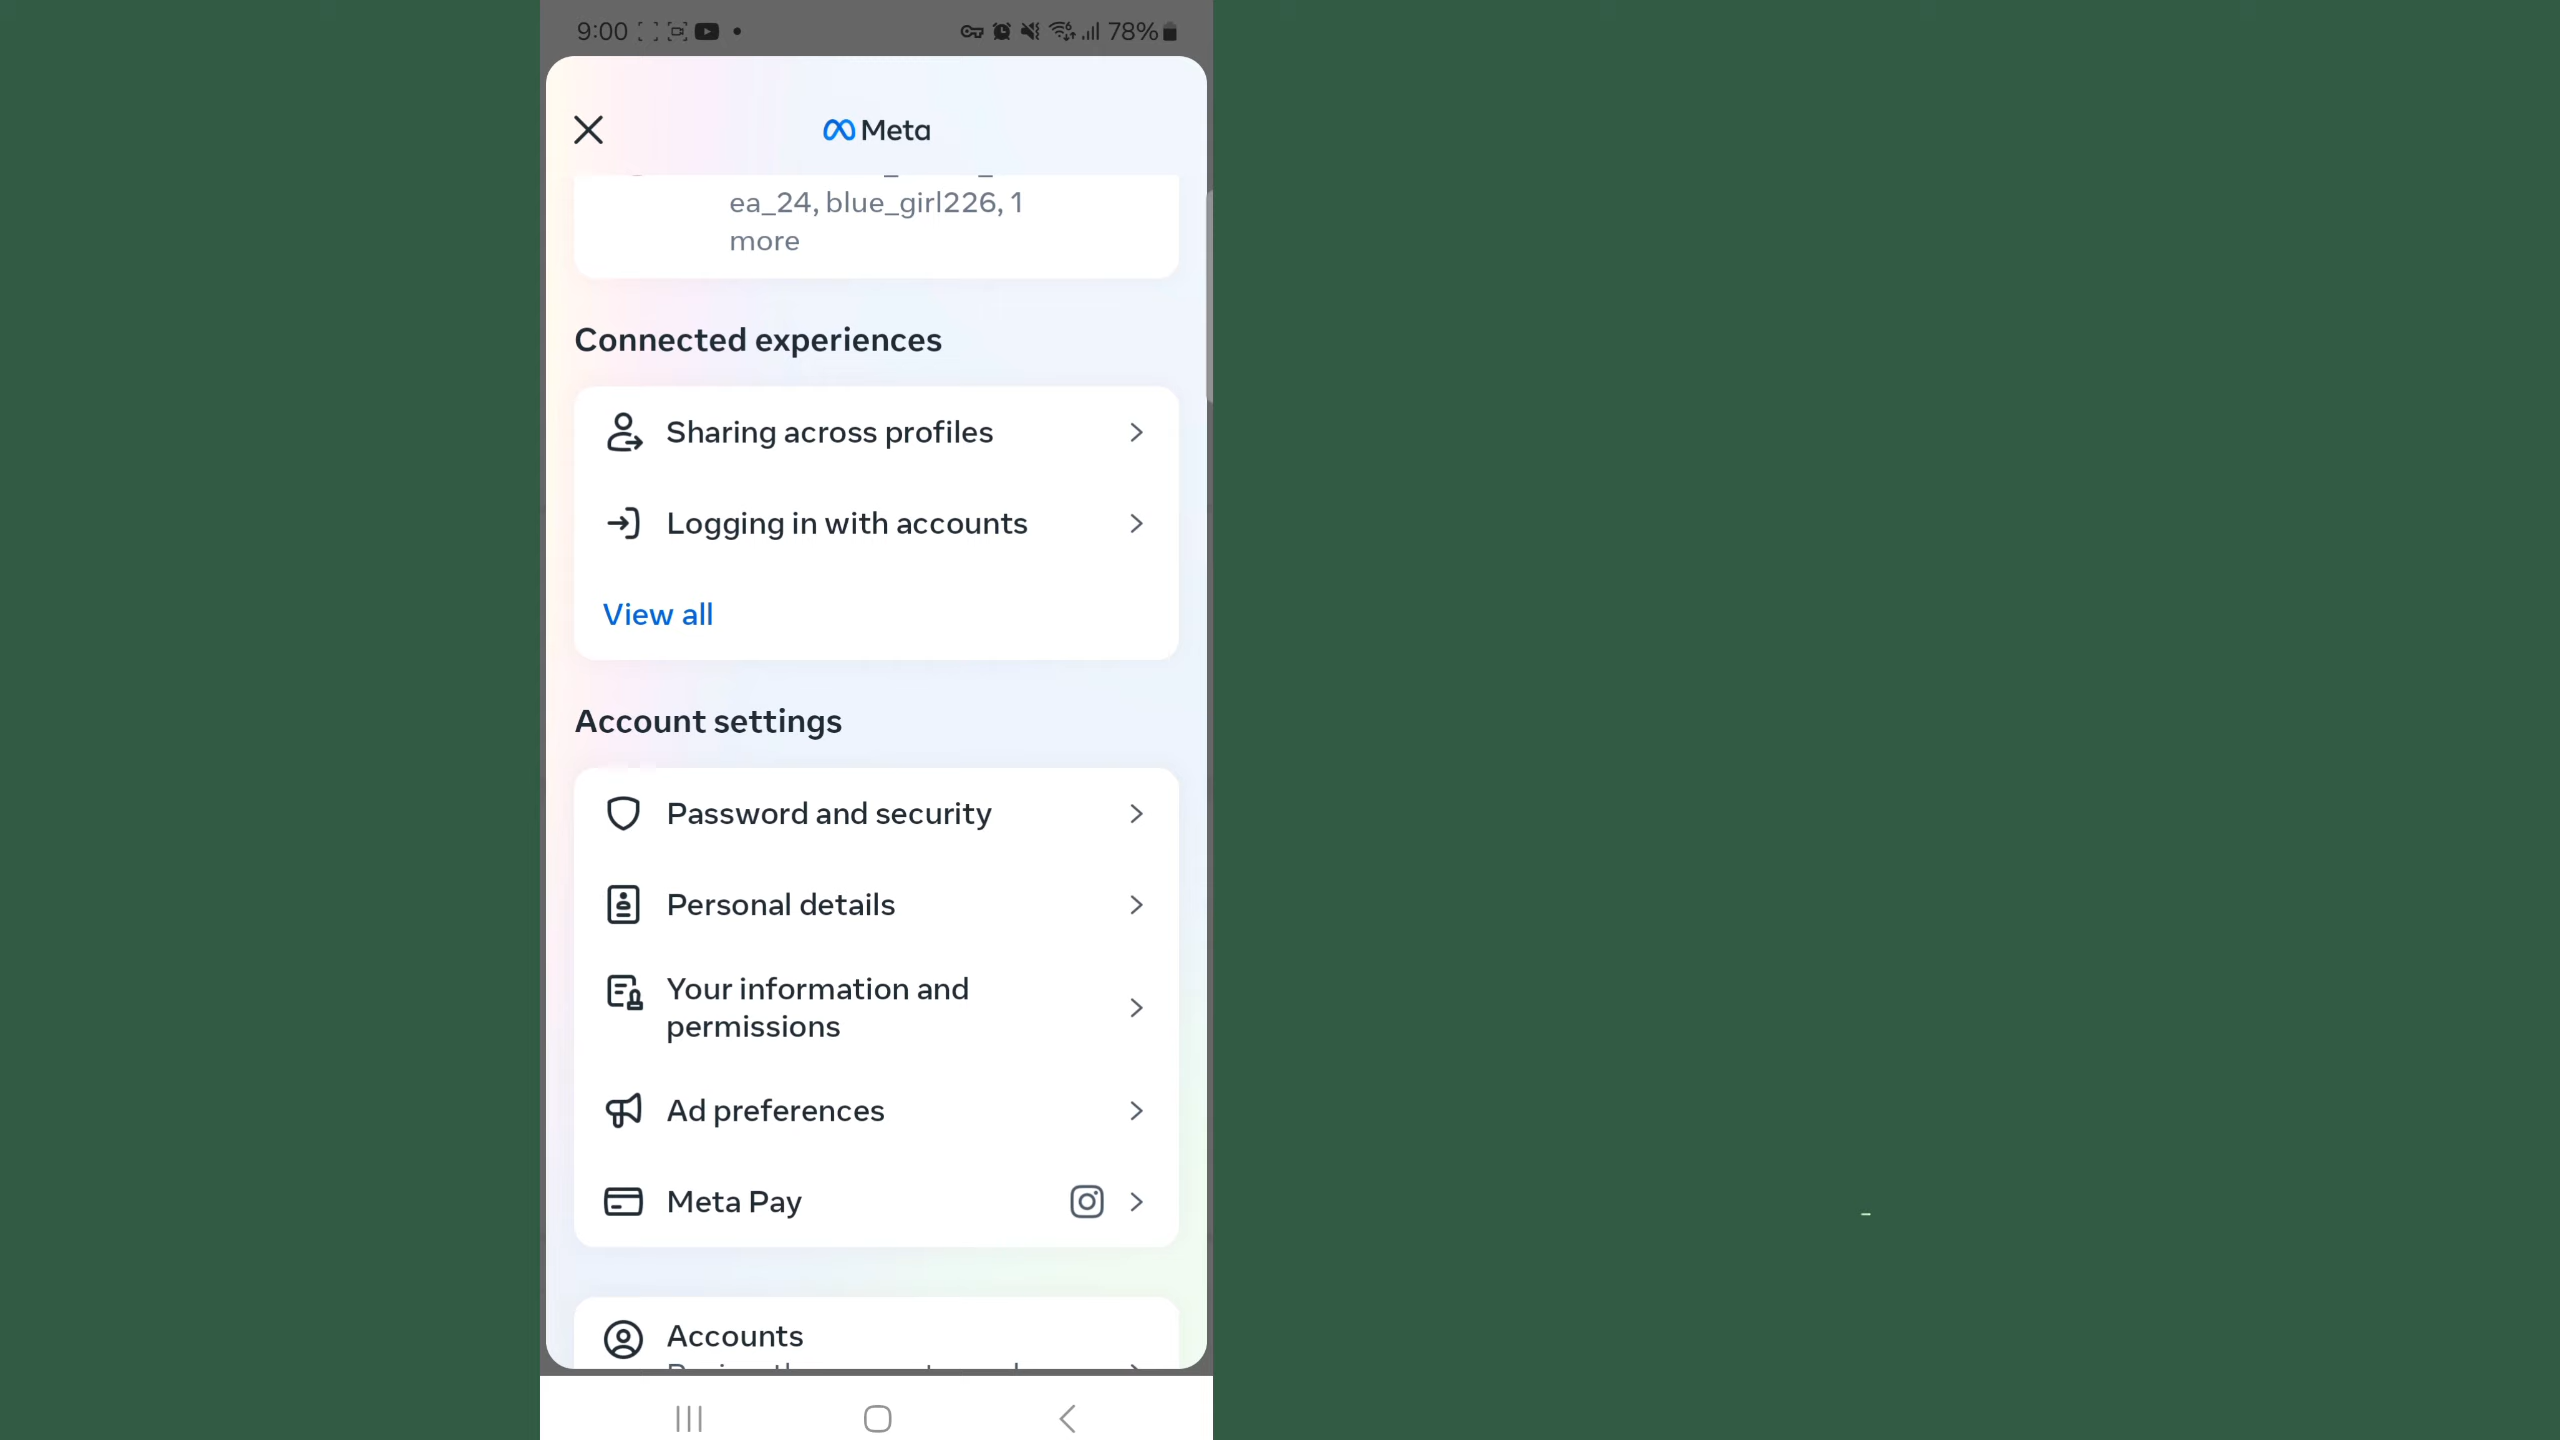 9:00 78%
Meta
ea_24, blue_girl226, 1
more
Connected experiences
Sharing across profiles
Logging in with accounts
View all
Account settings
Password and security
Personal details
Your information and
permissions
Ad preferences
Meta Pay
Accounts